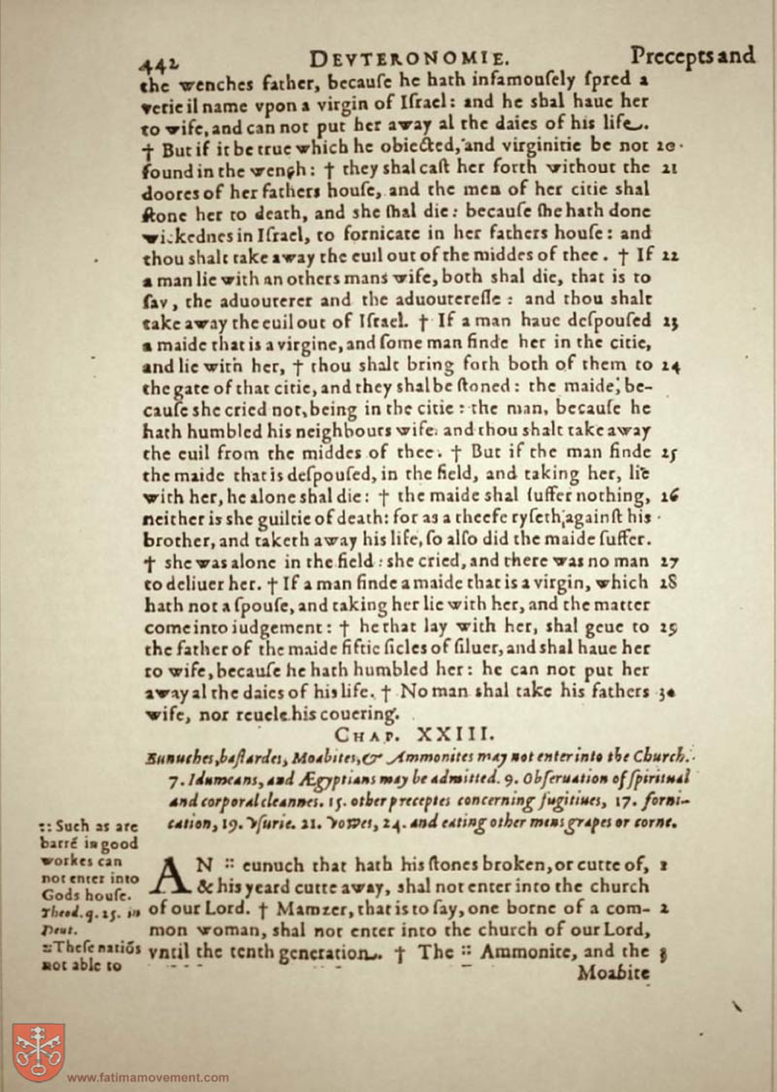 442 DEVTERONOMIE. Precepts and
the wenches father, becauſe he hath infamouſely ſpred a
verie il name vpon a virgin of Iſrael: and he shal haue her
to wife, and can not put her away al the daies of his life.
† But if it be true which he obiected, and virginitie be not 20
found in the wench: † they shal caſt her forth without the 21
doores of her fathers houſe, and the men of her citie shal
ſtone her to death, and she ſhal die: becauſe ſhe hath done
wickednes in Iſrael, to fornicate in her fathers houſe: and
thou shalt take away the euil out of the middes of thee. † If 22
a man lie with an others mans wife, both shal die, that is to
ſay, the aduouterer and the aduouterеſſe: and thou shalt
take away the euil out of Iſrael. † If a man haue deſpouſed 23
a maide that is a virgine, and ſome man finde her in the citie,
and lie with her, † thou shalt bring forth both of them to 24
the gate of that citie, and they shal be ſtoned: the maide, be-
cauſe she cried not, being in the citie: the man, becauſe he
hath humbled his neighbours wife. and thou shalt take away
the euil from the middes of thee. † But if the man finde 25
the maide that is deſpouſed, in the field, and taking her, lie
with her, he alone shal die: † the maide shal ſuffer nothing, 26
neither is she guiltie of death: for as a theefe ryſeth againſt his
brother, and taketh away his life, ſo alſo did the maide ſuffer.
† she was alone in the field: she cried, and there was no man 27
to deliuer her. † If a man finde a maide that is a virgin, which 28
hath not a ſpouſe, and taking her lie with her, and the matter
come into iudgement: † he that lay with her, shal geue to 29
the father of the maide fiftie ſicles of ſiluer, and shal haue her
to wife, becauſe he hath humbled her: he can not put her
away al the daies of his life. † No man shal take his fathers 30
wife, nor reuele his couering.
CHAP. XXIII.
Eunuches, baſtardes, Moabites, & Ammonites may not enter into the Church.
7. Idumeans, and Ægyptians may be admitted. 9. Obſeruation of ſpiritual
and corporal cleannes. 15. other preceptes concerning fugitiues, 17. forni-
cation, 19. Vſurie. 21. Vowes, 24. and eating other mens grapes or corne.
:: Such as are
barrē in good
workes can
not enter into
Gods houſe.
Theod. q. 25. in
Deut.
:: Theſe natiōs
not able to
AN :: eunuch that hath his ſtones broken, or cutte of, 1
& his yeard cutte away, shal not enter into the church
of our Lord. † Mamzer, that is to ſay, one borne of a com- 2
mon woman, shal not enter into the church of our Lord,
vntil the tenth generation. † The :: Ammonite, and the 3
Moabite
www.fatimamovement.com